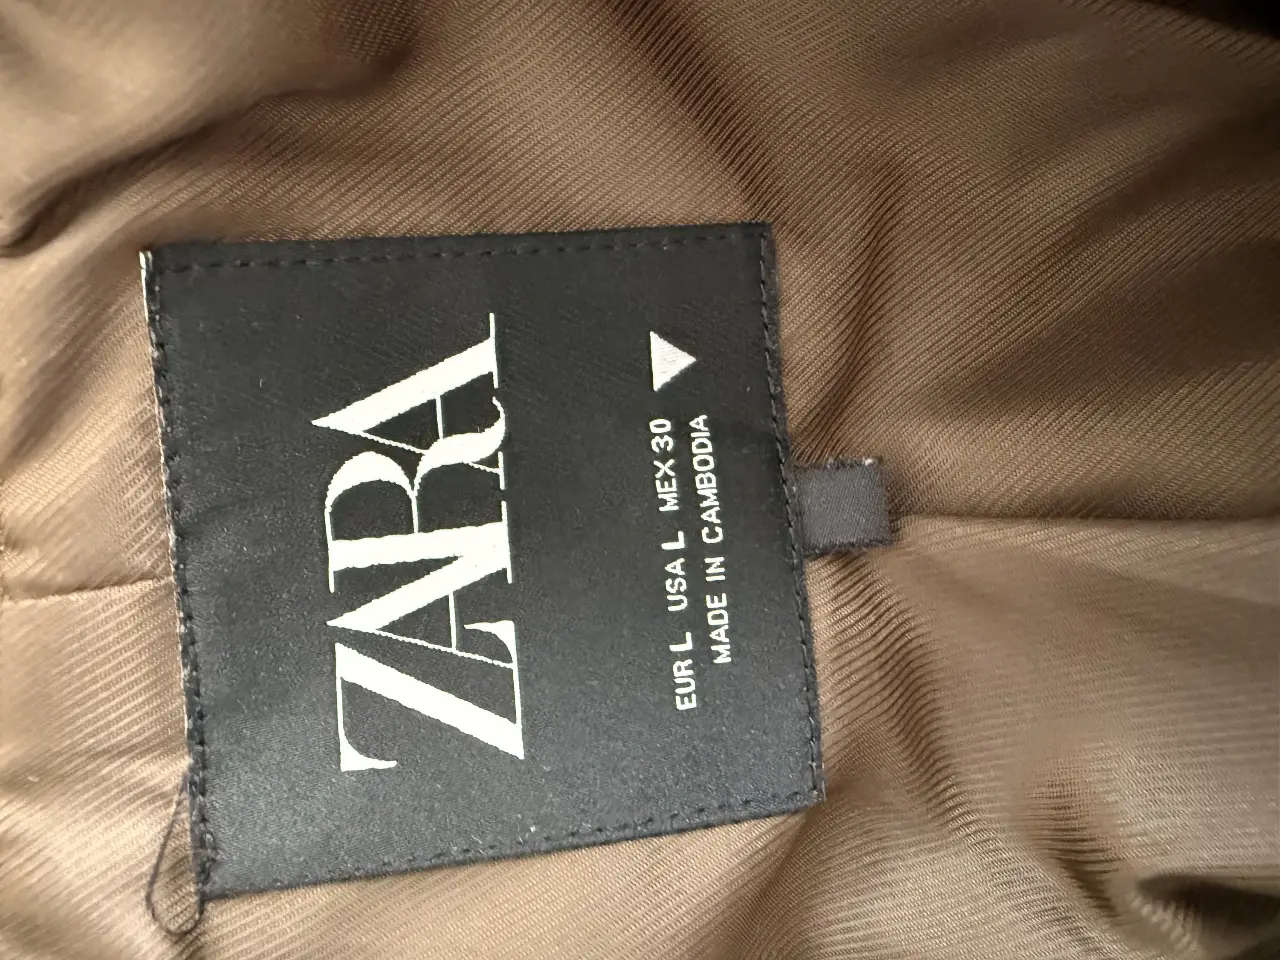 ZARA
EUR L USA L MEX 30
MADE IN CAMBODIA